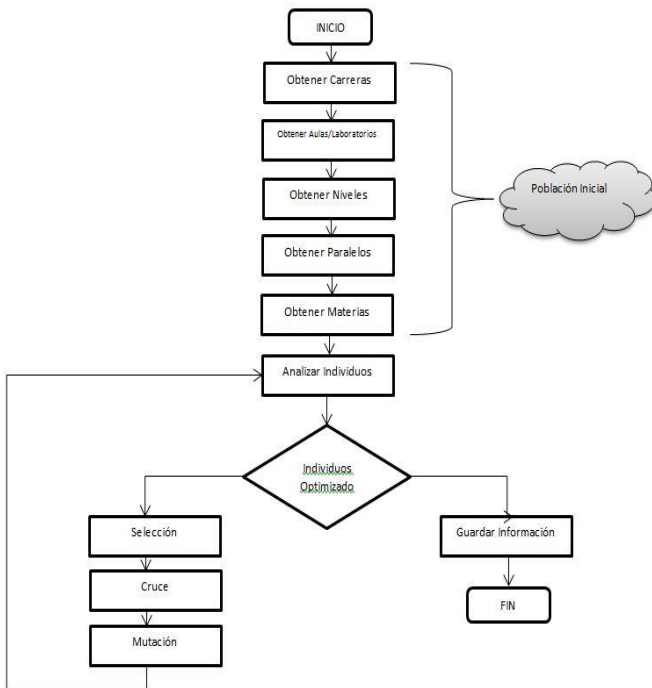 INICIO
Obtener Carreras
Obtener Aulas/Laboratorios
Población Inicial
Obtener Niveles
Obtener Paralelos
Obtener Materias
Analizar Individuos
Individuos
Optimizado
Selección
Guardar Información
Cruce
FIN
Mutación